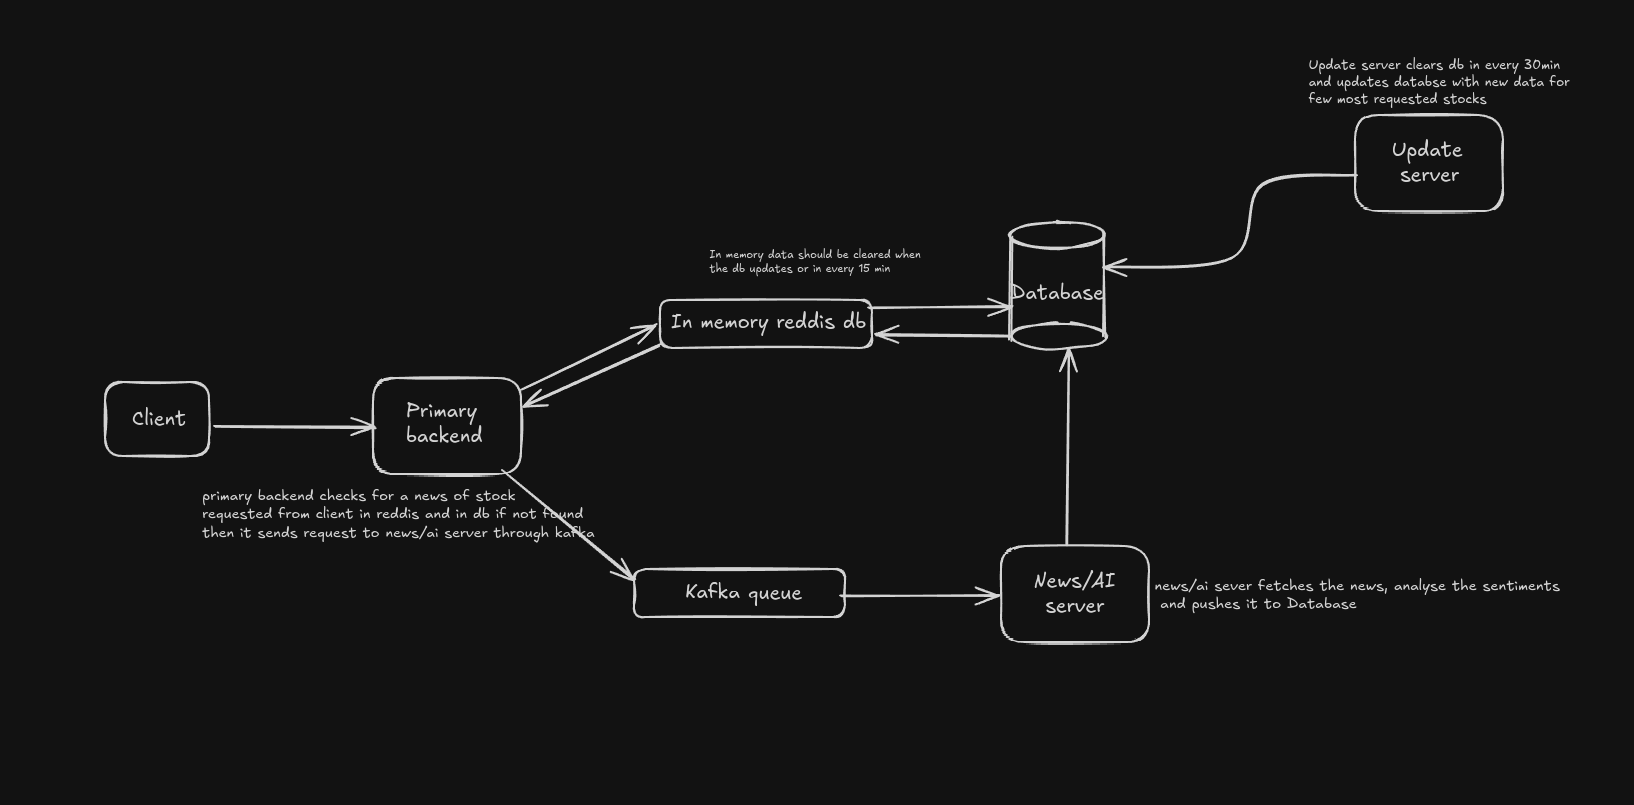 Update server clears db in every 30min
and updates databse with new data for
few most requested stocks
Update
server
In memory data should be cleared when
the db updates or in every 15 min
Database
In memory reddis db
Client
Primary
backend
primary backend checks for a news of stock
requested from client in reddis and in db if not found
then it sends request to news/ai server through kafka
Kafka queue
News/AI
server
news/ai sever fetches the news, analyse the sentiments
and pushes it to Database